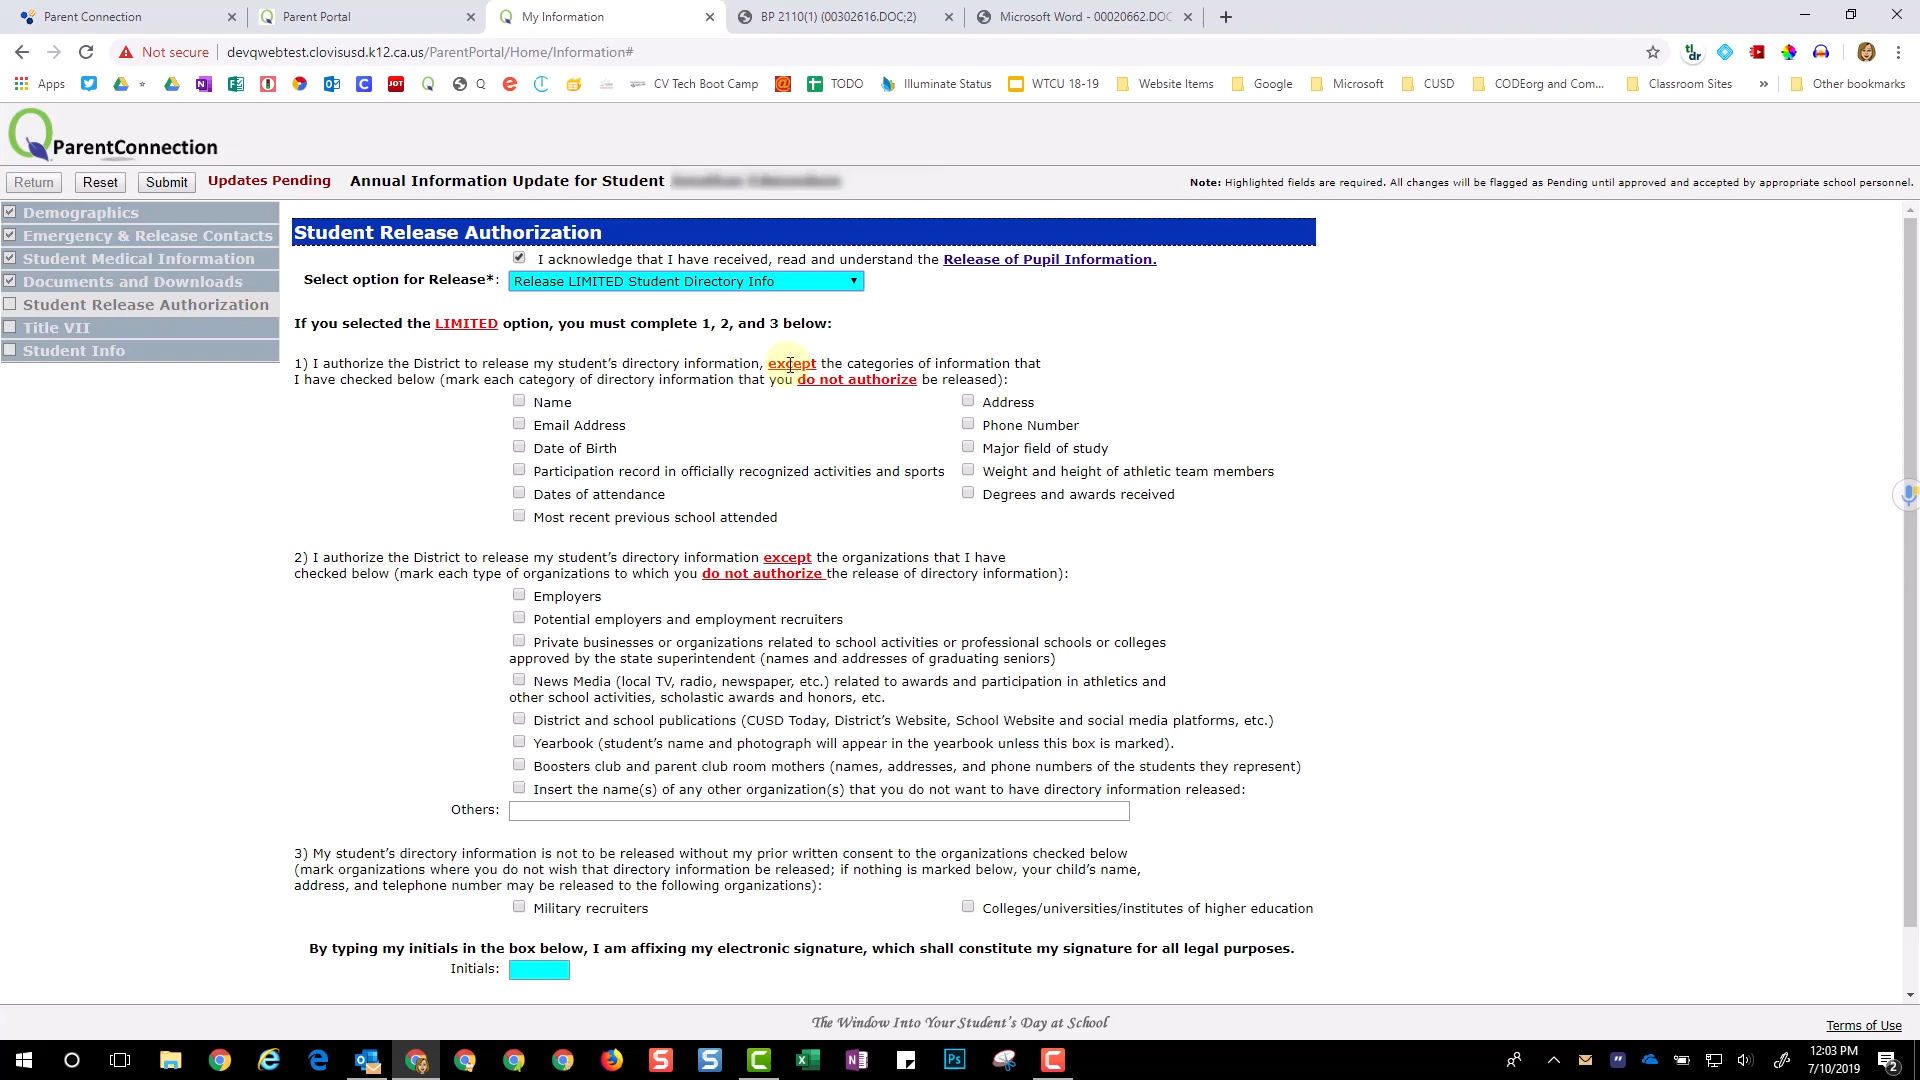 Parent Connection
Parent Portal
My Information
BP 2110(1) (00302616.DOC;2)
Microsoft Word - 00020662.DOC
Not secure
devqwebtest.clovisusd.k12.ca.us/ParentPortal/Home/Information#
Apps
Q
CV Tech Boot Camp
TODO
Illuminate Status
WTCU 18-19
Website Items
Google
Microsoft
CUSD
CODEorg and Com...
Classroom Sites
»
Other bookmarks
ParentConnection
Return
Reset
Submit
Updates Pending
Annual Information Update for Student
Note: Highlighted fields are required. All changes will be flagged as Pending until approved and accepted by appropriate school personnel.
Demographics
Emergency & Release Contacts
Student Medical Information
Documents and Downloads
Student Release Authorization
Title VII
Student Info
Student Release Authorization
I acknowledge that I have received, read and understand the Release of Pupil Information.
Select option for Release*: Release LIMITED Student Directory Info
If you selected the LIMITED option, you must complete 1, 2, and 3 below:
1) I authorize the District to release my student’s directory information, except the categories of information that
I have checked below (mark each category of directory information that you do not authorize be released):
Name
Address
Email Address
Phone Number
Date of Birth
Major field of study
Participation record in officially recognized activities and sports
Weight and height of athletic team members
Dates of attendance
Degrees and awards received
Most recent previous school attended
2) I authorize the District to release my student’s directory information except the organizations that I have
checked below (mark each type of organizations to which you do not authorize the release of directory information):
Employers
Potential employers and employment recruiters
Private businesses or organizations related to school activities or professional schools or colleges
approved by the state superintendent (names and addresses of graduating seniors)
News Media (local TV, radio, newspaper, etc.) related to awards and participation in athletics and
other school activities, scholastic awards and honors, etc.
District and school publications (CUSD Today, District’s Website, School Website and social media platforms, etc.)
Yearbook (student’s name and photograph will appear in the yearbook unless this box is marked).
Boosters club and parent club room mothers (names, addresses, and phone numbers of the students they represent)
Insert the name(s) of any other organization(s) that you do not want to have directory information released:
Others:
3) My student’s directory information is not to be released without my prior written consent to the organizations checked below
(mark organizations where you do not wish that directory information be released; if nothing is marked below, your child’s name,
address, and telephone number may be released to the following organizations):
Military recruiters
Colleges/universities/institutes of higher education
By typing my initials in the box below, I am affixing my electronic signature, which shall constitute my signature for all legal purposes.
Initials:
The Window Into Your Student’s Day at School
Terms of Use
12:03 PM
7/10/2019
2